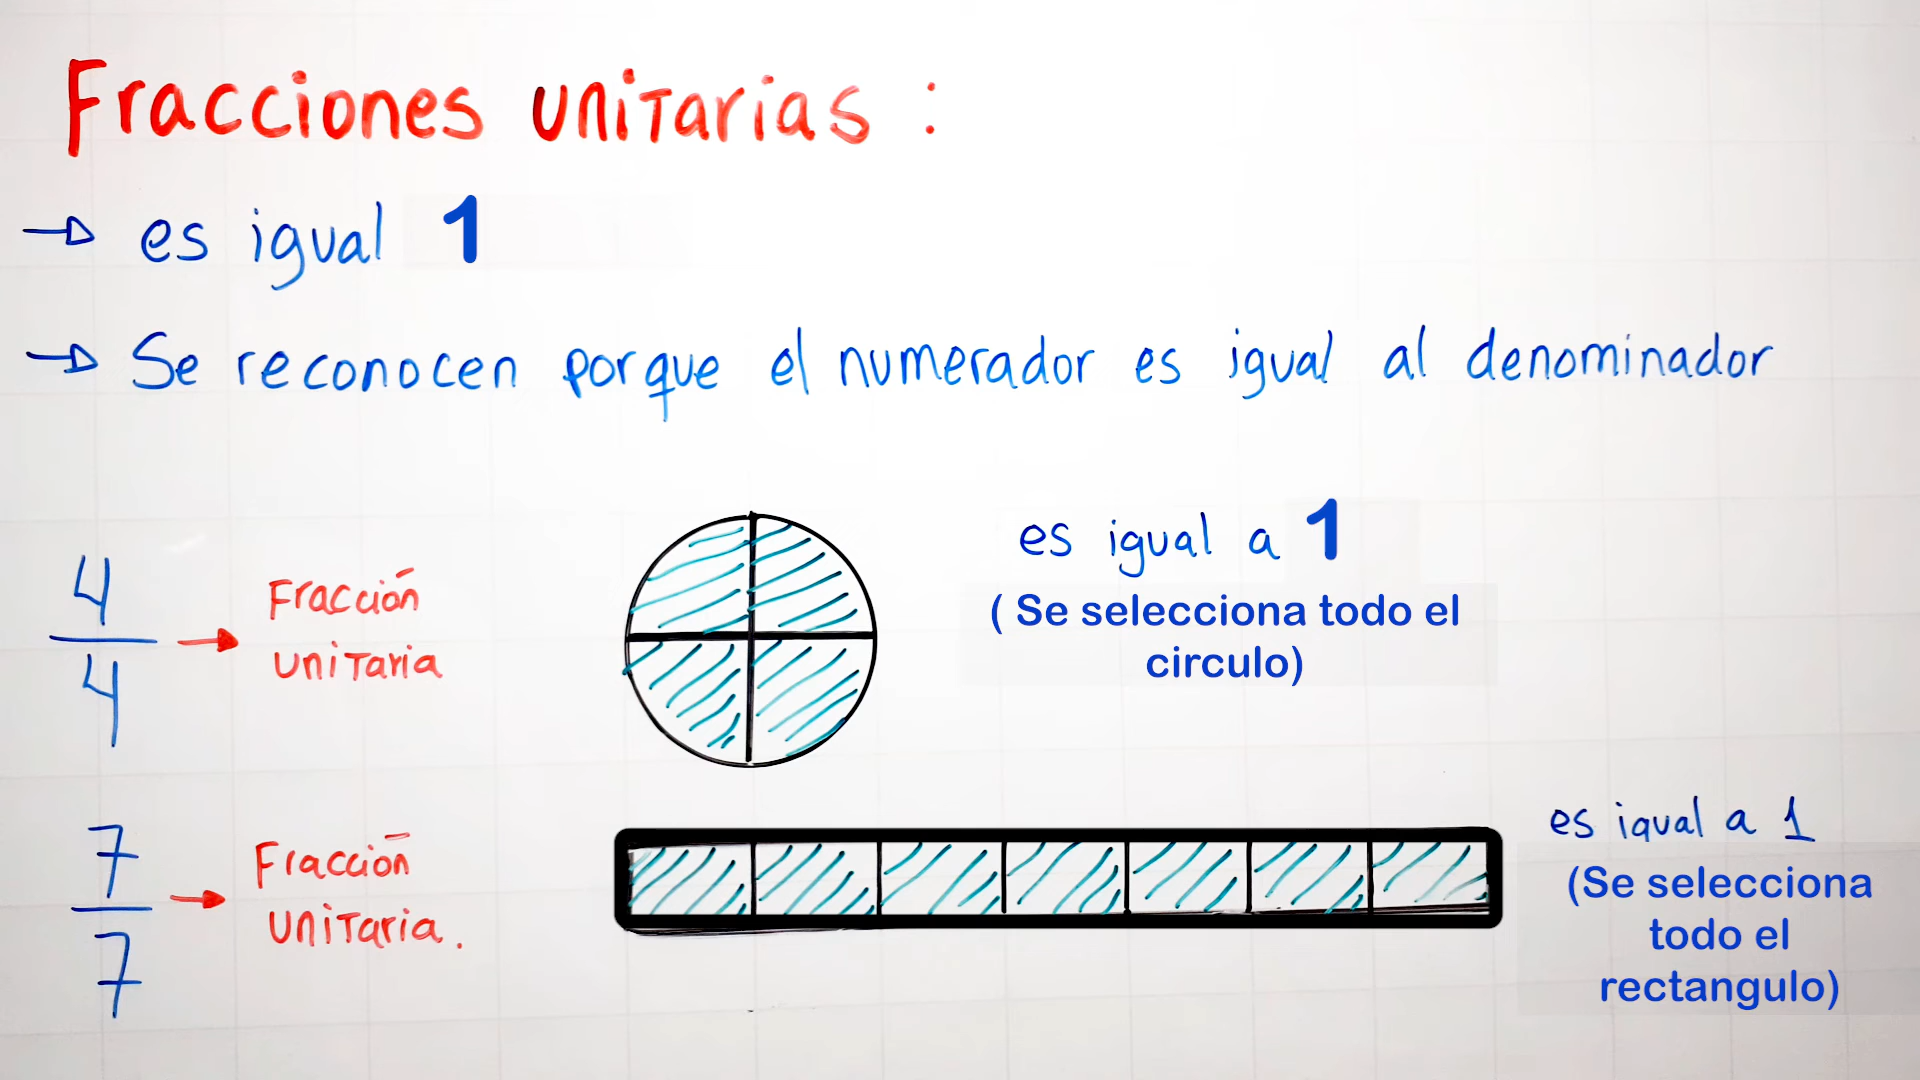 Fracciones unitarias :
es igual 1
Se reconocen porque el numerador es igual al denominador
4
4
Fracción
unitaria
es igual a 1
( Se selecciona todo el
circulo)
7
7
Fracción
unitaria.
es igual a 1
(Se selecciona
todo el
rectangulo)